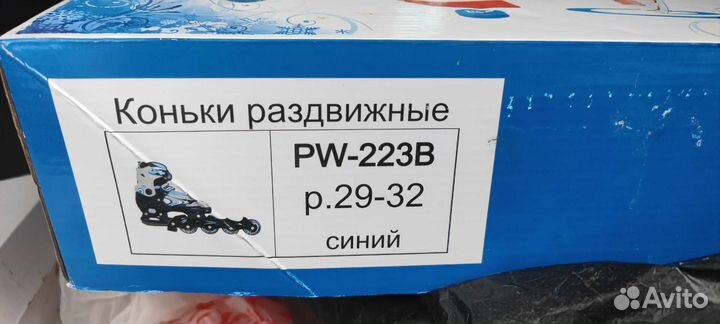 Коньки раздвижные
PW-223B
р.29-32
синий
Avito